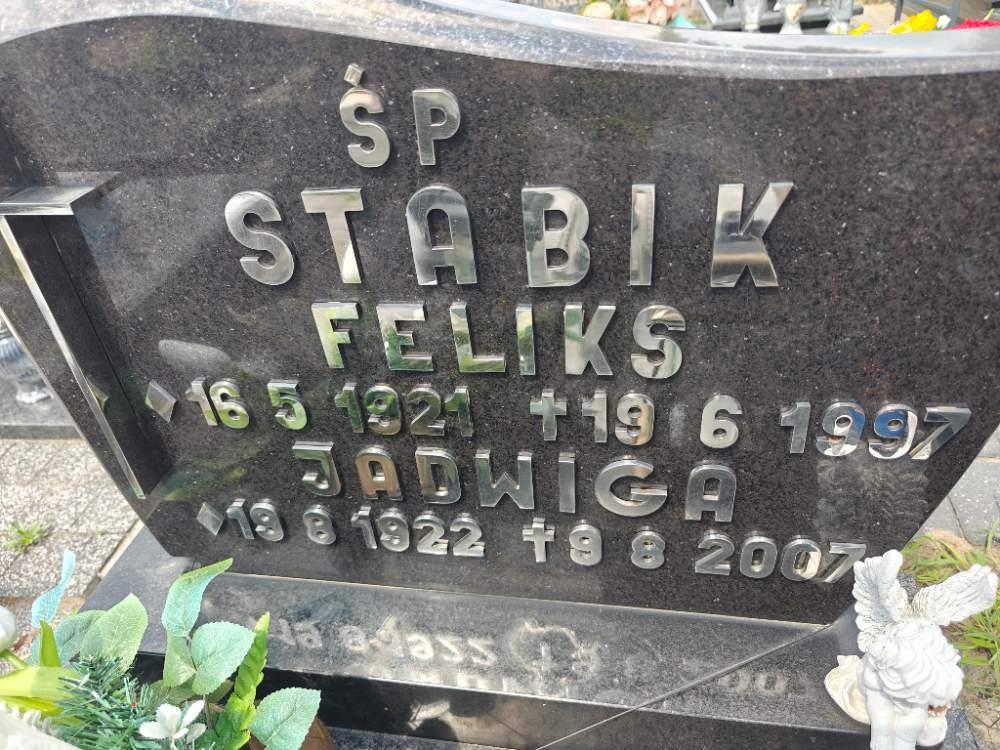 ŚP
STABIK
FELIKS
16 5 1921 †19 6 1997
JADWIGA
19 8 1922 †9 8 2007